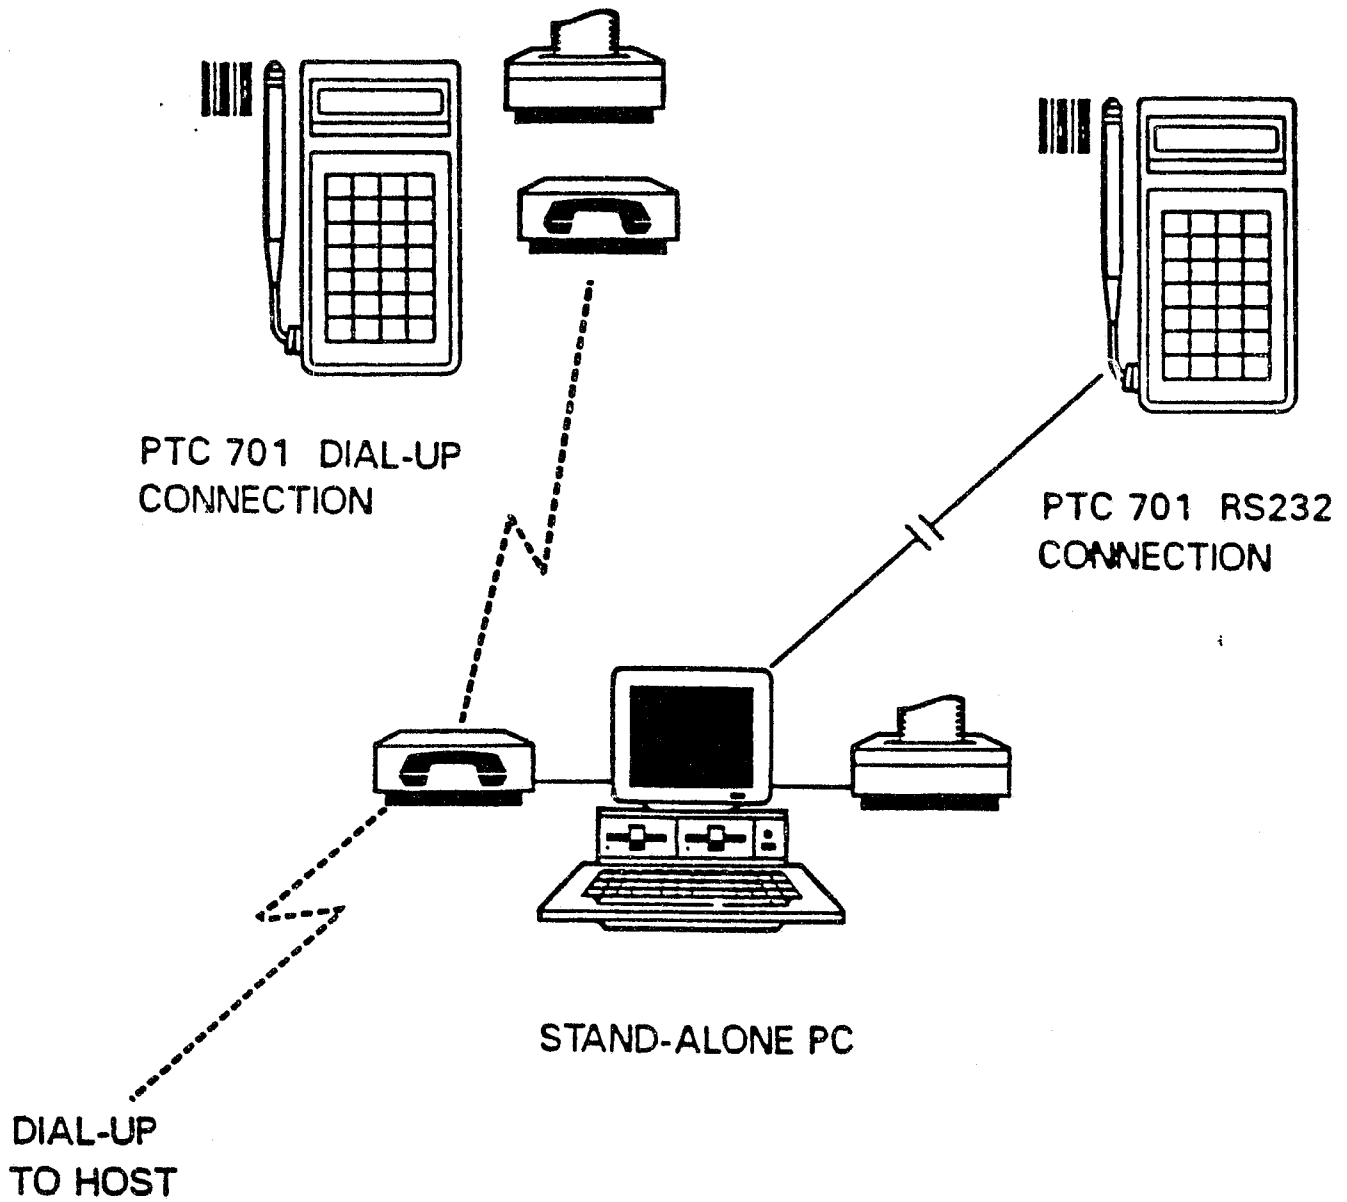 PTC 701 DIAL-UP
CONNECTION
PTC 701 RS232
CONNECTION
STAND-ALONE PC
DIAL-UP
TO HOST